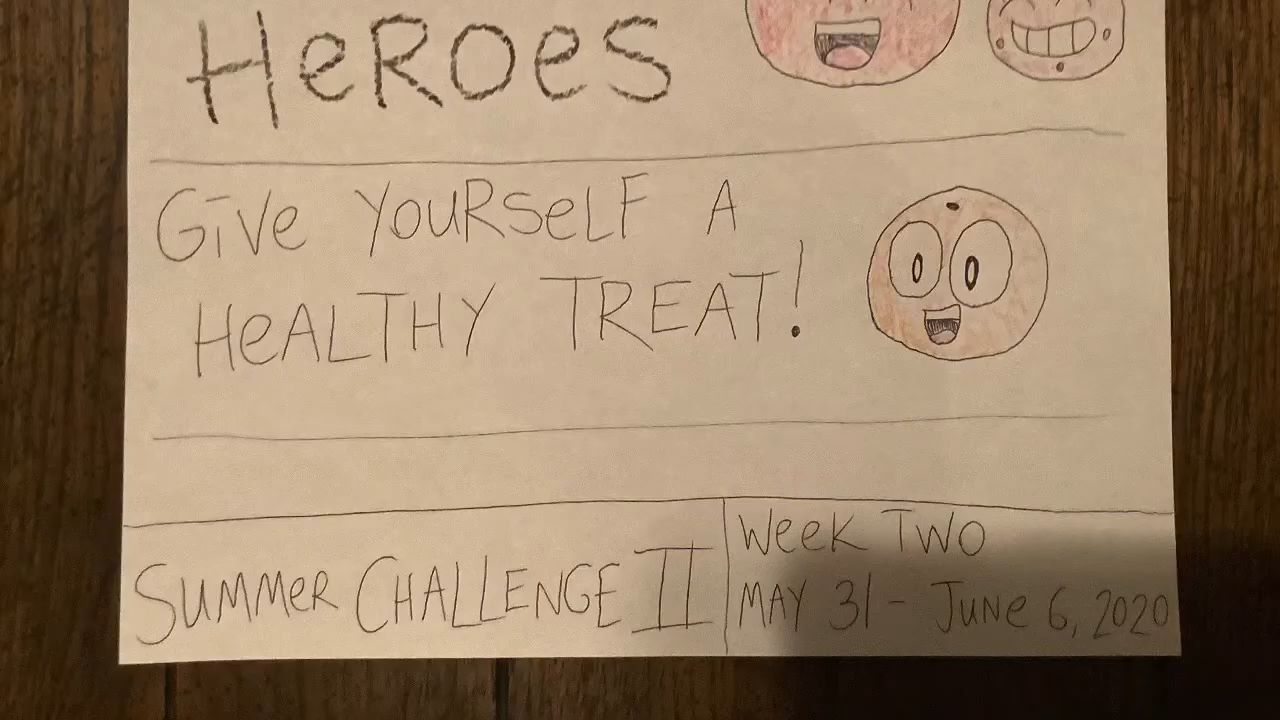 HeROes
GiVe YOURSeLF A
HeALTHY TREAT!
SUMMeR CHALLENGE II
Week TWO
MAY 31 - JUNe 6, 2020